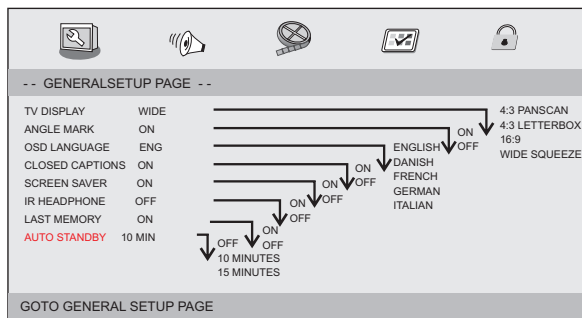 - - GENERALSETUP PAGE - -
TV DISPLAY WIDE
ANGLE MARK ON
OSD LANGUAGE ENG
CLOSED CAPTIONS ON
SCREEN SAVER ON
IR HEADPHONE OFF
LAST MEMORY ON
AUTO STANDBY 10 MIN
4:3 PANSCAN
4:3 LETTERBOX
16:9
WIDE SQUEEZE
ON
OFF
ENGLISH
DANISH
FRENCH
GERMAN
ITALIAN
ON
OFF
ON
OFF
ON
OFF
ON
OFF
OFF
10 MINUTES
15 MINUTES
GOTO GENERAL SETUP PAGE